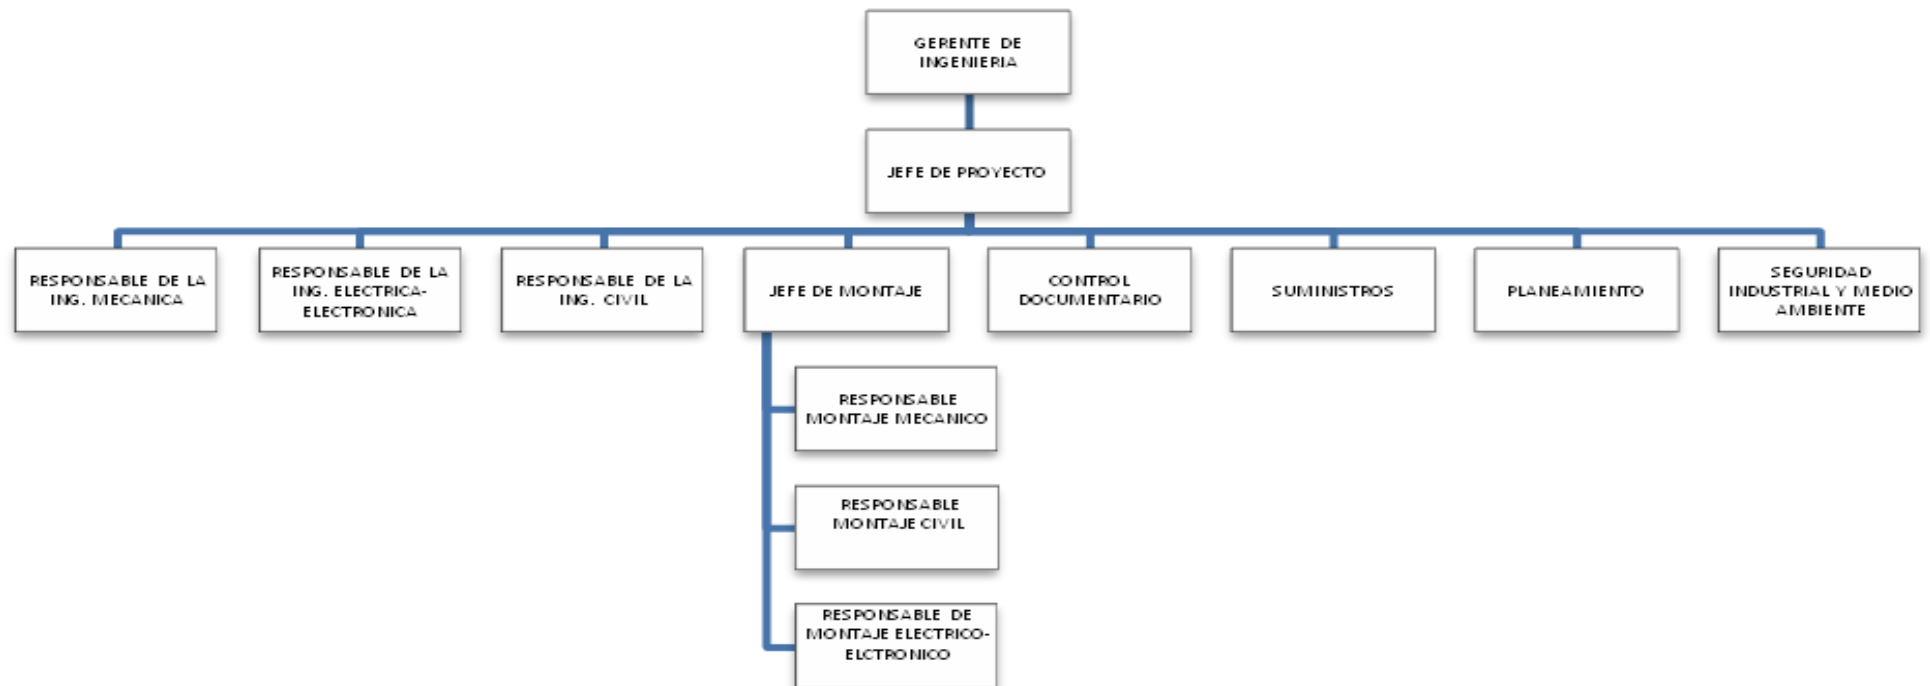 GERENTE DE
INGENIERIA
JEFE DE PROYECTO
RESPONSABLE DE LA
ING. MECANICA
RESPONSABLE DE LA
ING. ELECTRICA-
ELECTRONICA
RESPONSABLE DE LA
ING. CIVIL
JEFE DE MONTAJE
CONTROL
DOCUMENTARIO
SUMINISTROS
PLANEAMIENTO
SEGURIDAD
INDUSTRIAL Y MEDIO
AMBIENTE
RESPONSABLE
MONTAJE MECANICO
RESPONSABLE
MONTAJE CIVIL
RESPONSABLE DE
MONTAJE ELECTRICO-
ELCTRONICO